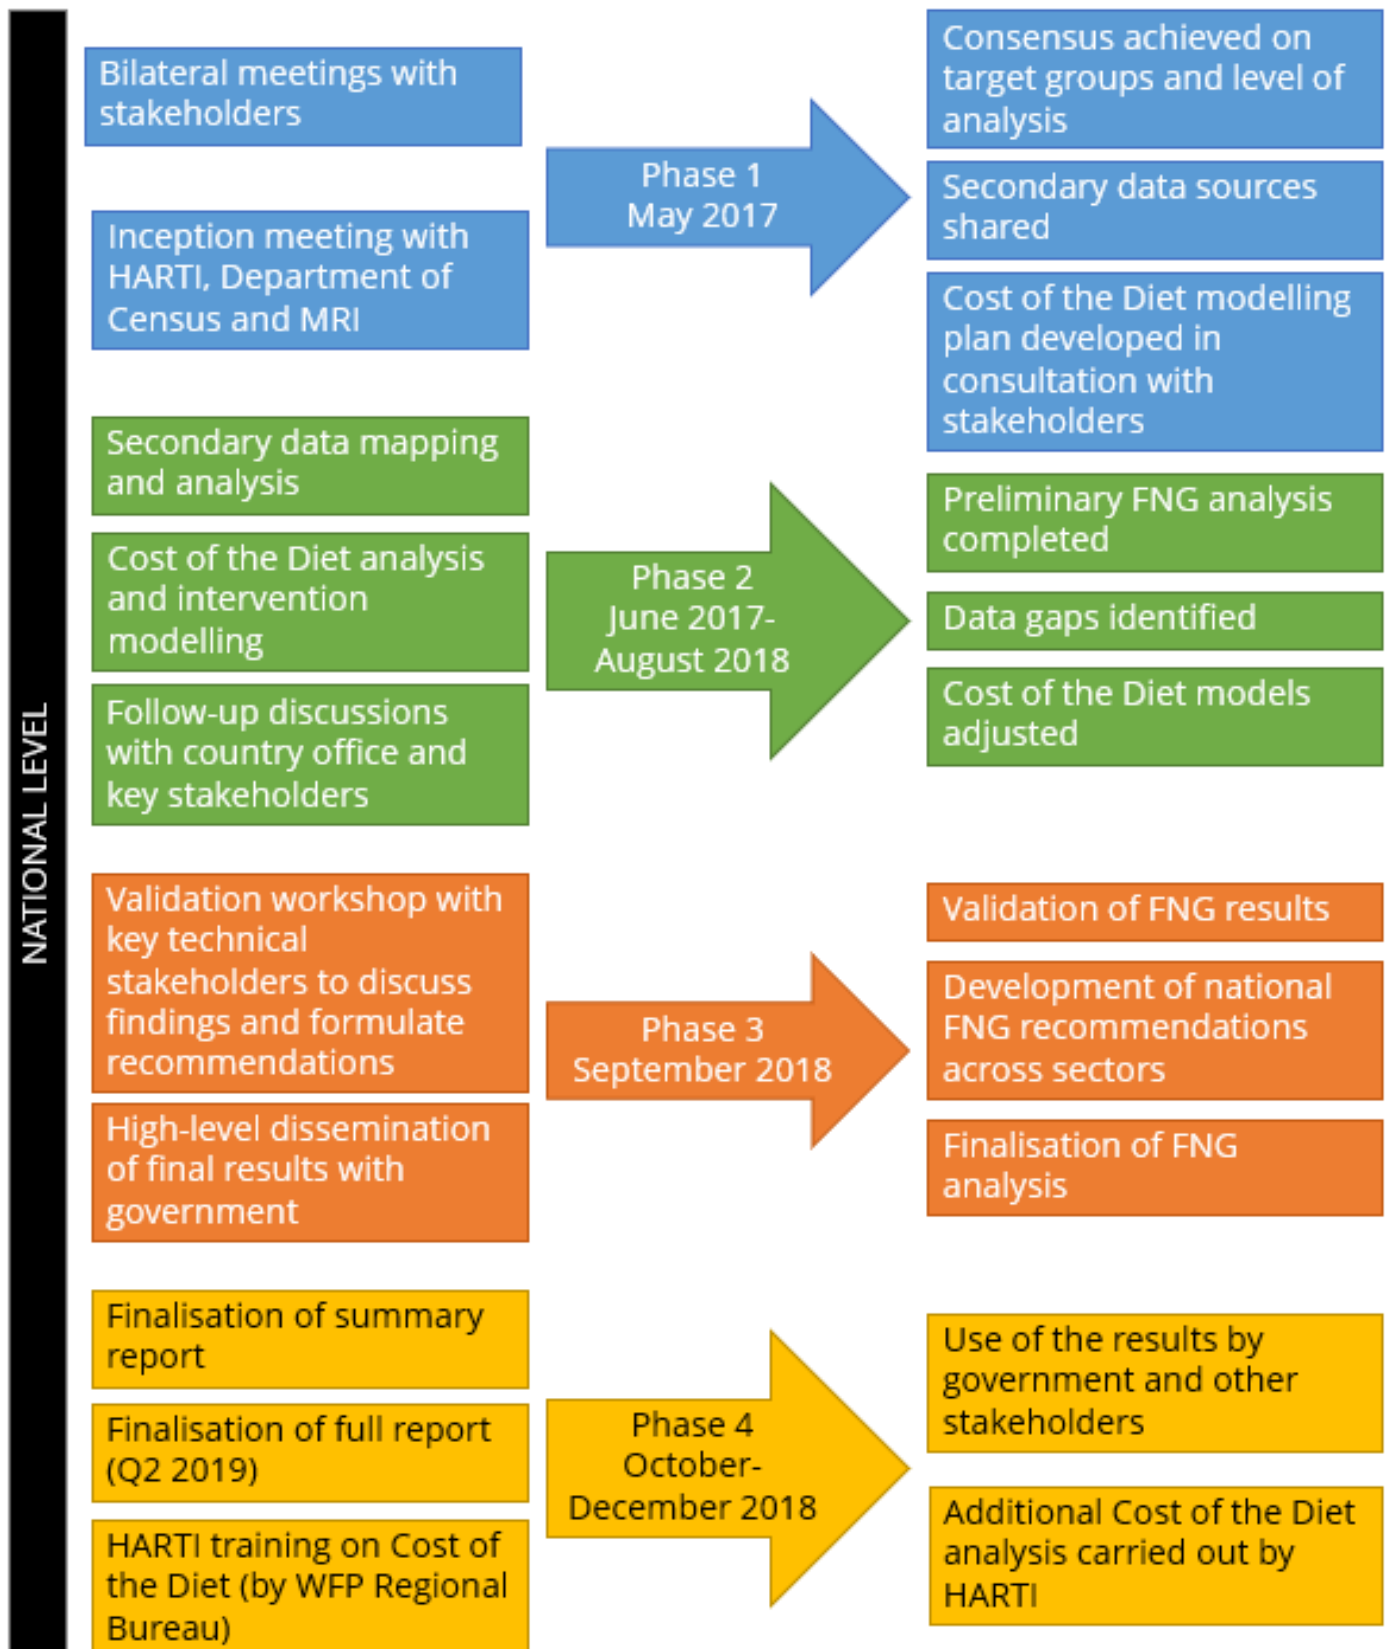 NATIONAL LEVEL
Bilateral meetings with
stakeholders
Inception meeting with
HARTI, Department of
Census and MRI
Phase 1
May 2017
Consensus achieved on
target groups and level of
analysis
Secondary data sources
shared
Cost of the Diet modelling
plan developed in
consultation with
stakeholders
Secondary data mapping
and analysis
Cost of the Diet analysis
and intervention
modelling
Follow-up discussions
with country office and
key stakeholders
Phase 2
June 2017-
August 2018
Preliminary FNG analysis
completed
Data gaps identified
Cost of the Diet models
adjusted
Validation workshop with
key technical
stakeholders to discuss
findings and formulate
recommendations
High-level dissemination
of final results with
government
Phase 3
September 2018
Validation of FNG results
Development of national
FNG recommendations
across sectors
Finalisation of FNG
analysis
Finalisation of summary
report
Finalisation of full report
(Q2 2019)
HARTI training on Cost of
the Diet (by WFP Regional
Bureau)
Phase 4
October-
December 2018
Use of the results by
government and other
stakeholders
Additional Cost of the Diet
analysis carried out by
HARTI